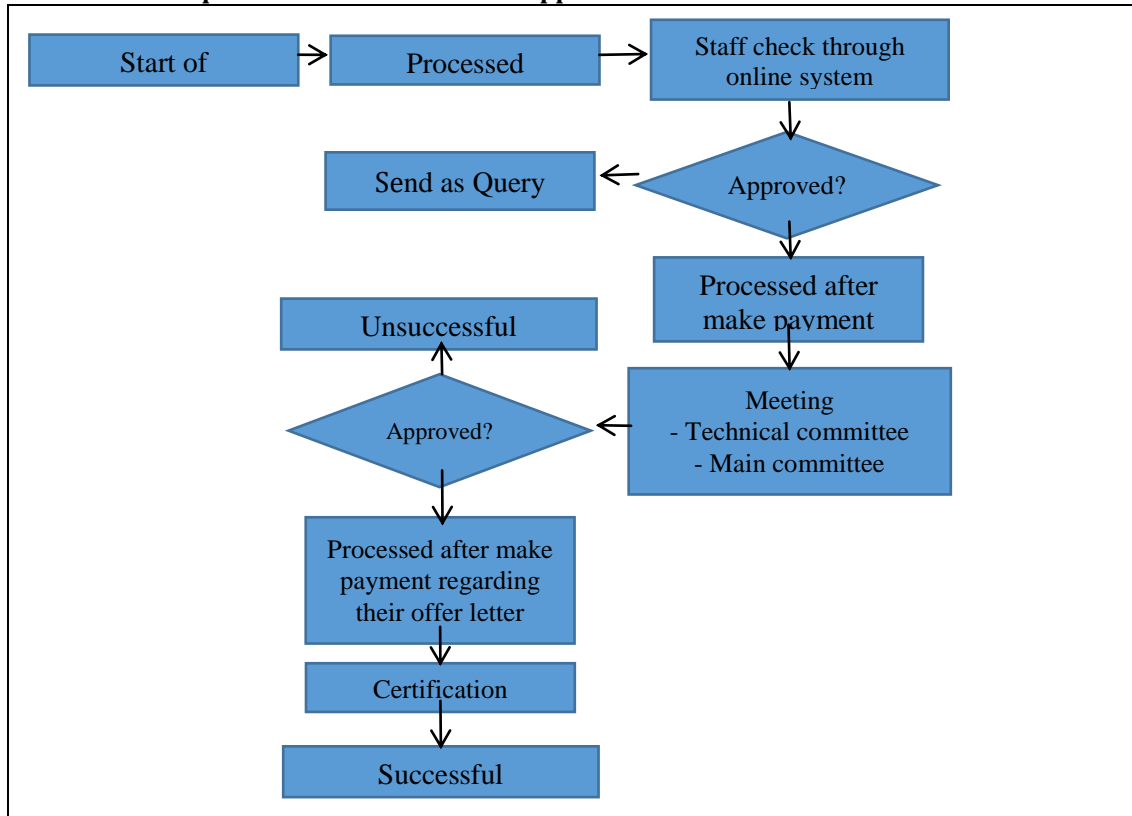 Start of
Processed
Staff check through
online system
Approved?
Send as Query
Processed after
make payment
Meeting
- Technical committee
- Main committee
Approved?
Unsuccessful
Processed after make
payment regarding
their offer letter
Certification
Successful